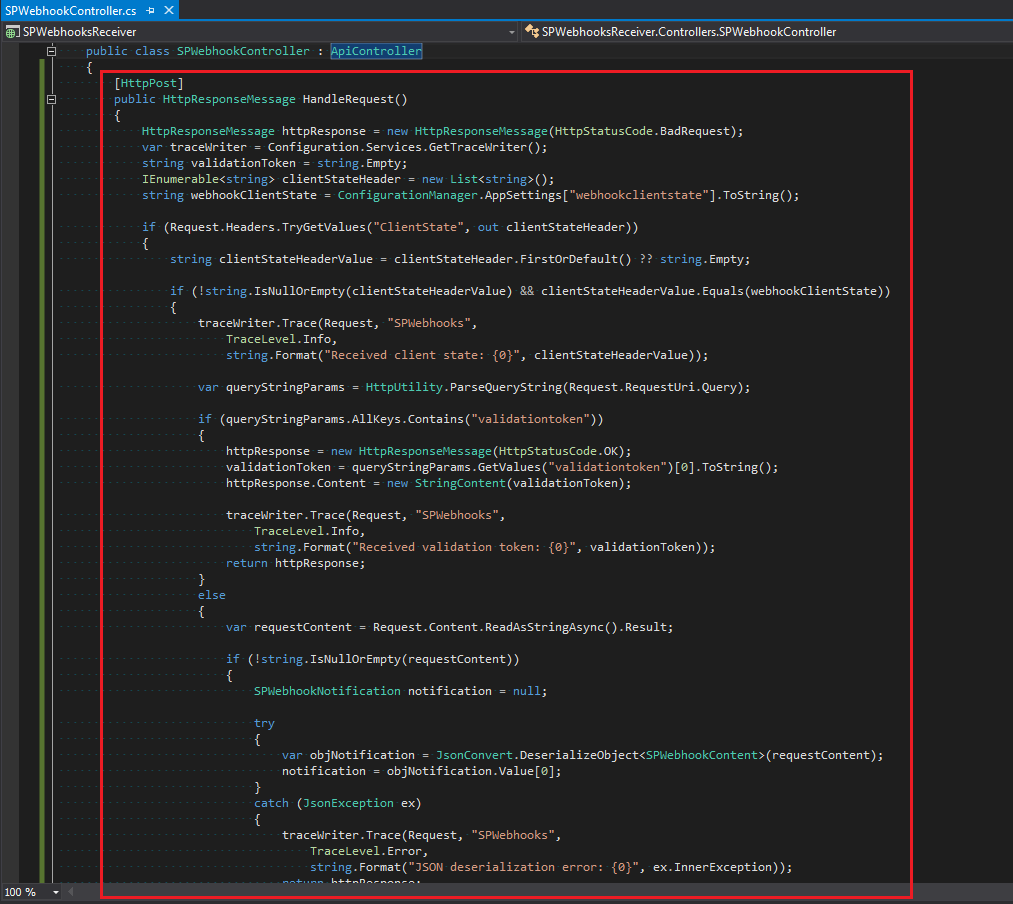 SPWebhookController.cs
SPWebhooksReceiver
SPWebhooksReceiver.Controllers.SPWebhookController
public class SPWebhookController : ApiController
{
[HttpPost]
public HttpResponseMessage HandleRequest()
{
HttpResponseMessage httpResponse = new HttpResponseMessage(HttpStatusCode.BadRequest);
var traceWriter = Configuration.Services.GetTraceWriter();
string validationToken = string.Empty;
IEnumerable<string> clientStateHeader = new List<string>();
string webhookClientState = ConfigurationManager.AppSettings["webhookclientstate"].ToString();
if (Request.Headers.TryGetValues("ClientState", out clientStateHeader))
{
string clientStateHeaderValue = clientStateHeader.FirstOrDefault() ?? string.Empty;
if (!string.IsNullOrEmpty(clientStateHeaderValue) && clientStateHeaderValue.Equals(webhookClientState))
{
traceWriter.Trace(Request, "SPWebhooks",
TraceLevel.Info,
string.Format("Received client state: {0}", clientStateHeaderValue));
var queryStringParams = HttpUtility.ParseQueryString(Request.RequestUri.Query);
if (queryStringParams.AllKeys.Contains("validationtoken"))
{
httpResponse = new HttpResponseMessage(HttpStatusCode.OK);
validationToken = queryStringParams.GetValues("validationtoken")[0].ToString();
httpResponse.Content = new StringContent(validationToken);
traceWriter.Trace(Request, "SPWebhooks",
TraceLevel.Info,
string.Format("Received validation token: {0}", validationToken));
return httpResponse;
}
else
{
var requestContent = Request.Content.ReadAsStringAsync().Result;
if (!string.IsNullOrEmpty(requestContent))
{
SPWebhookNotification notification = null;
try
{
var objNotification = JsonConvert.DeserializeObject<SPWebhookContent>(requestContent);
notification = objNotification.Value[0];
}
catch (JsonException ex)
{
traceWriter.Trace(Request, "SPWebhooks",
TraceLevel.Error,
string.Format("JSON deserialization error: {0}", ex.InnerException));
return httpResponse;
100 %